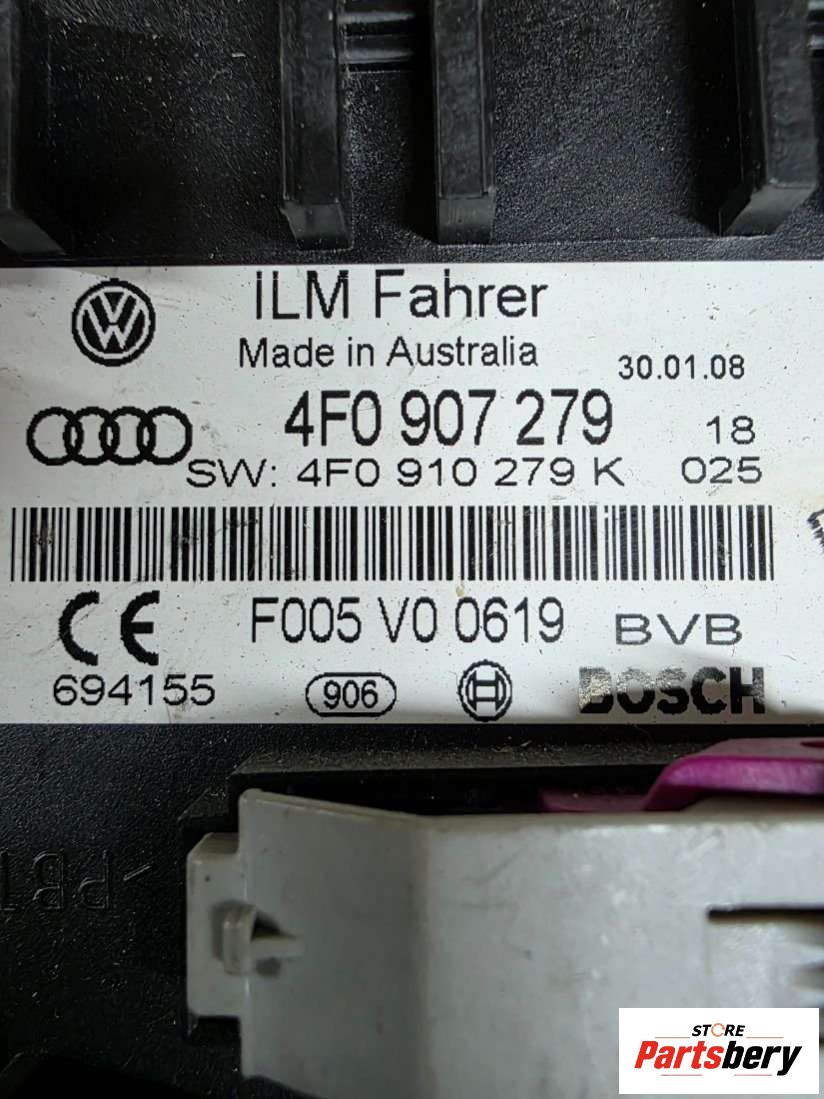 ILM Fahrer
Made in Australia 30.01.08
4F0 907 279 18
SW: 4F0 910 279 K 025
F005 V0 0619 BVB
694155 906 BOSCH
STORE
Partsbery